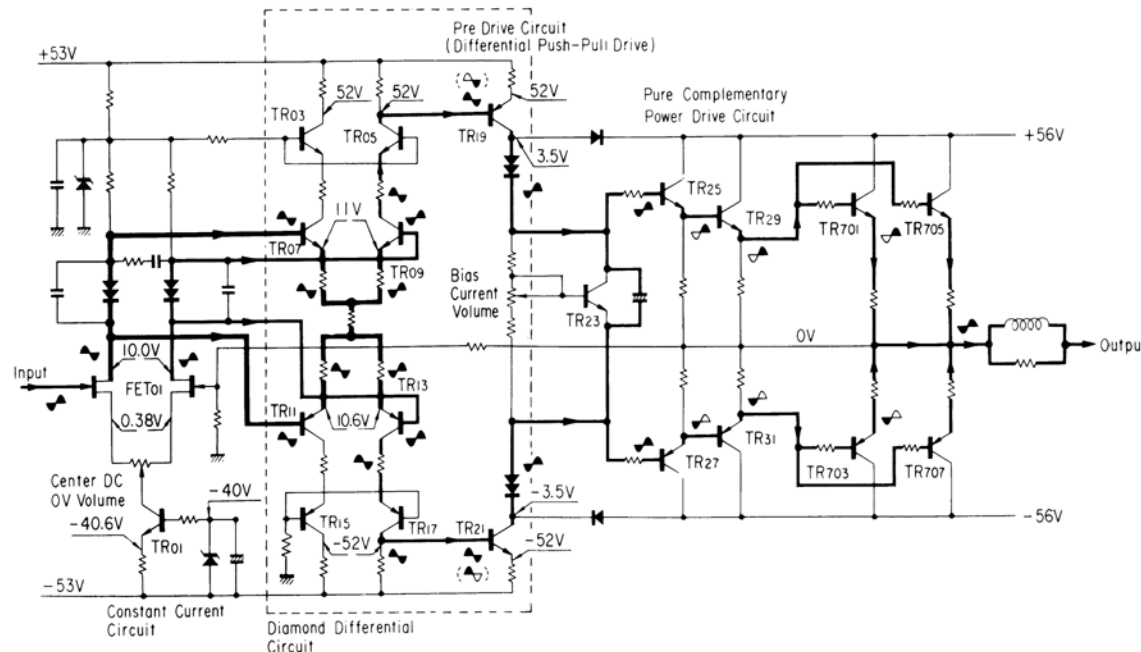 Pre Drive Circuit
(Differential Push-Pull Drive)
+53V
52V
52V
52V
Pure Complementary
Power Drive Circuit
TR03
TR05
TR19
+56V
3.5V
TR25
TR29
TR701
TR705
11V
TR07
TR09
Bias
Current
Volume
TR23
0V
Output
10.0V
Input
FET01
TR13
0.38V
TR11
10.6V
TR31
TR27
TR703
TR707
Center DC
0V Volume
-40V
-3.5V
-40.6V
TR01
TR15
TR17
TR21
-56V
-52V
-52V
-53V
Constant Current
Circuit
Diamond Differential
Circuit